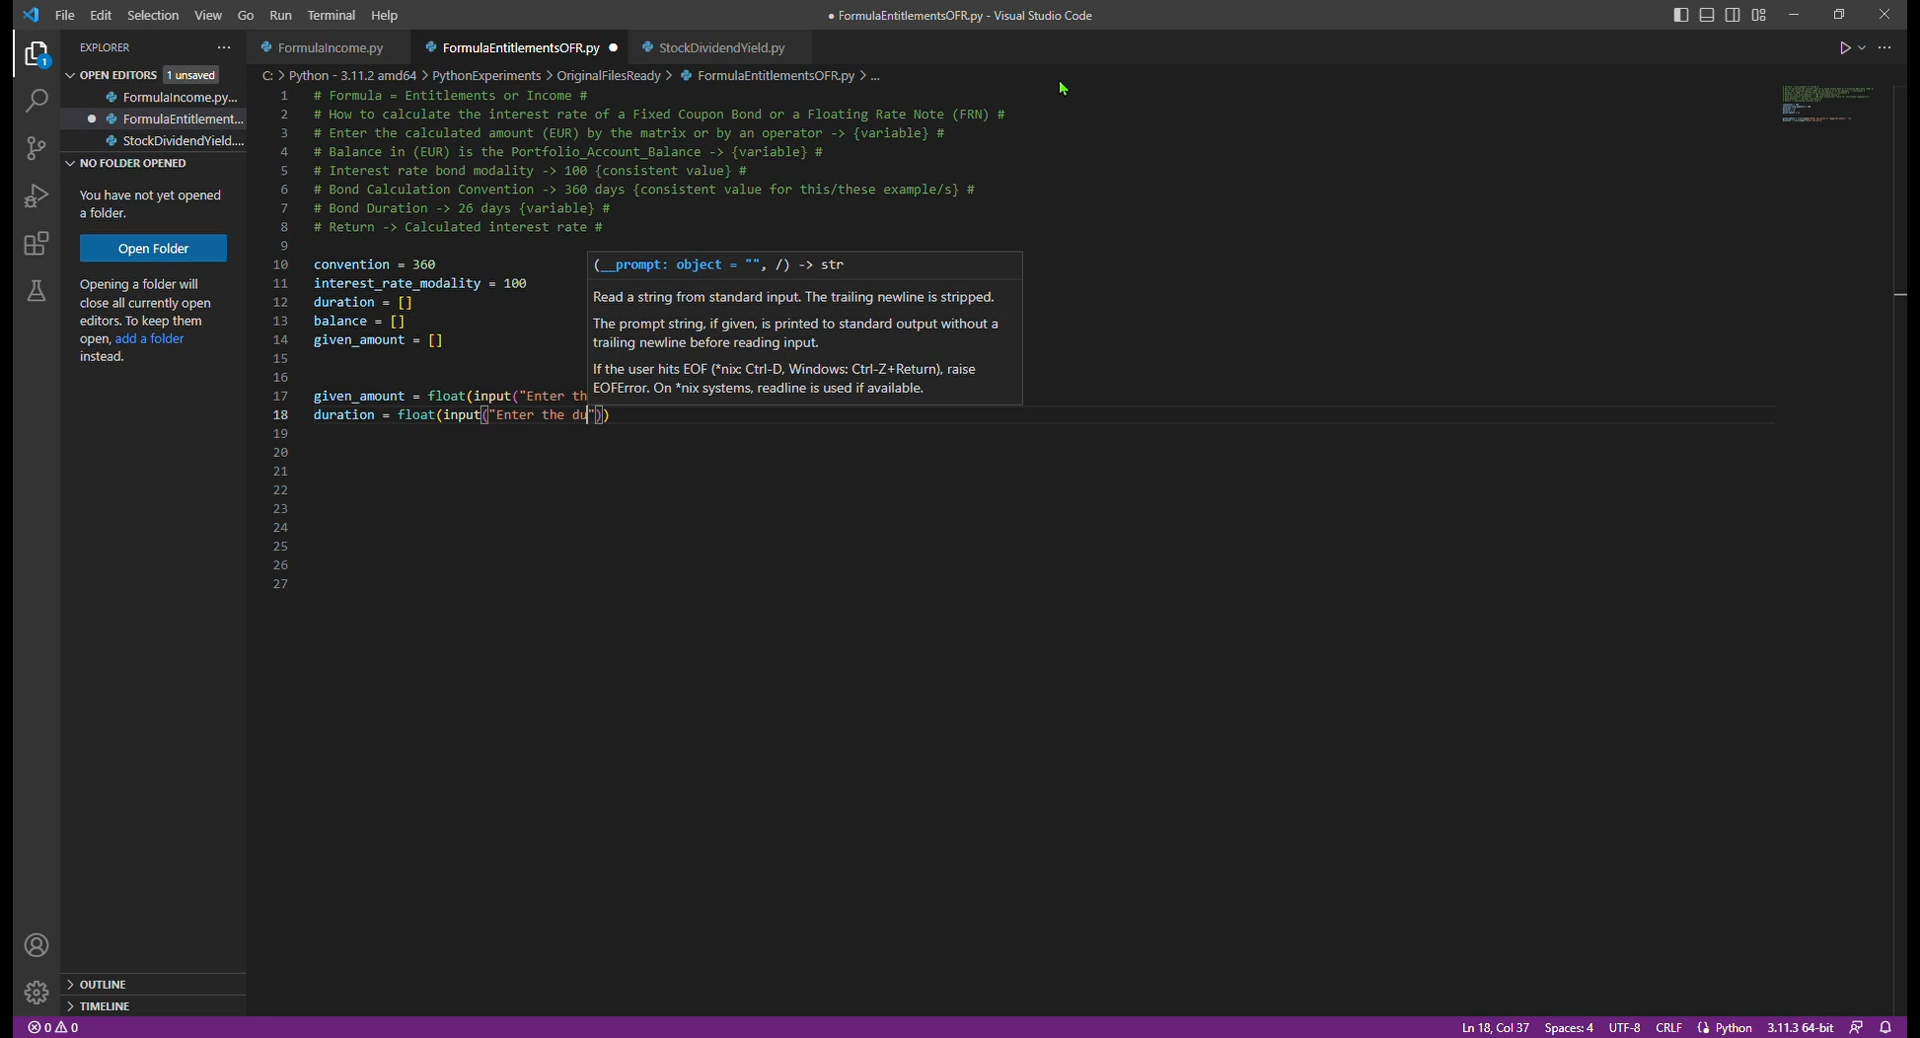 File Edit Selection View Go Run Terminal Help
● FormulaEntitlementsOFR.py - Visual Studio Code
EXPLORER
FormulaIncome.py
FormulaEntitlementsOFR.py
StockDividendYield.py
1
OPEN EDITORS 1 unsaved
FormulaIncome.py...
FormulaEntitlement...
StockDividendYield....
NO FOLDER OPENED
You have not yet opened
a folder.
Open Folder
Opening a folder will
close all currently open
editors. To keep them
open, add a folder
instead.
OUTLINE
TIMELINE
C: > Python - 3.11.2 amd64 > PythonExperiments > OriginalFilesReady > FormulaEntitlementsOFR.py > ...
1 # Formula = Entitlements or Income #
2 # How to calculate the interest rate of a Fixed Coupon Bond or a Floating Rate Note (FRN) #
3 # Enter the calculated amount (EUR) by the matrix or by an operator -> {variable} #
4 # Balance in (EUR) is the Portfolio_Account_Balance -> {variable} #
5 # Interest rate bond modality -> 100 {consistent value} #
6 # Bond Calculation Convention -> 360 days {consistent value for this/these example/s} #
7 # Bond Duration -> 26 days {variable} #
8 # Return -> Calculated interest rate #
9
10 convention = 360
11 interest_rate_modality = 100
12 duration = []
13 balance = []
14 given_amount = []
15
16
17 given_amount = float(input("Enter th
18 duration = float(input("Enter the du"))
19
20
21
22
23
24
25
26
27
(__prompt: object = "", /) -> str
Read a string from standard input. The trailing newline is stripped.
The prompt string, if given, is printed to standard output without a
trailing newline before reading input.
If the user hits EOF (*nix: Ctrl-D, Windows: Ctrl-Z+Return), raise
EOFError. On *nix systems, readline is used if available.
0 0
Ln 18, Col 37 Spaces: 4 UTF-8 CRLF Python 3.11.3 64-bit